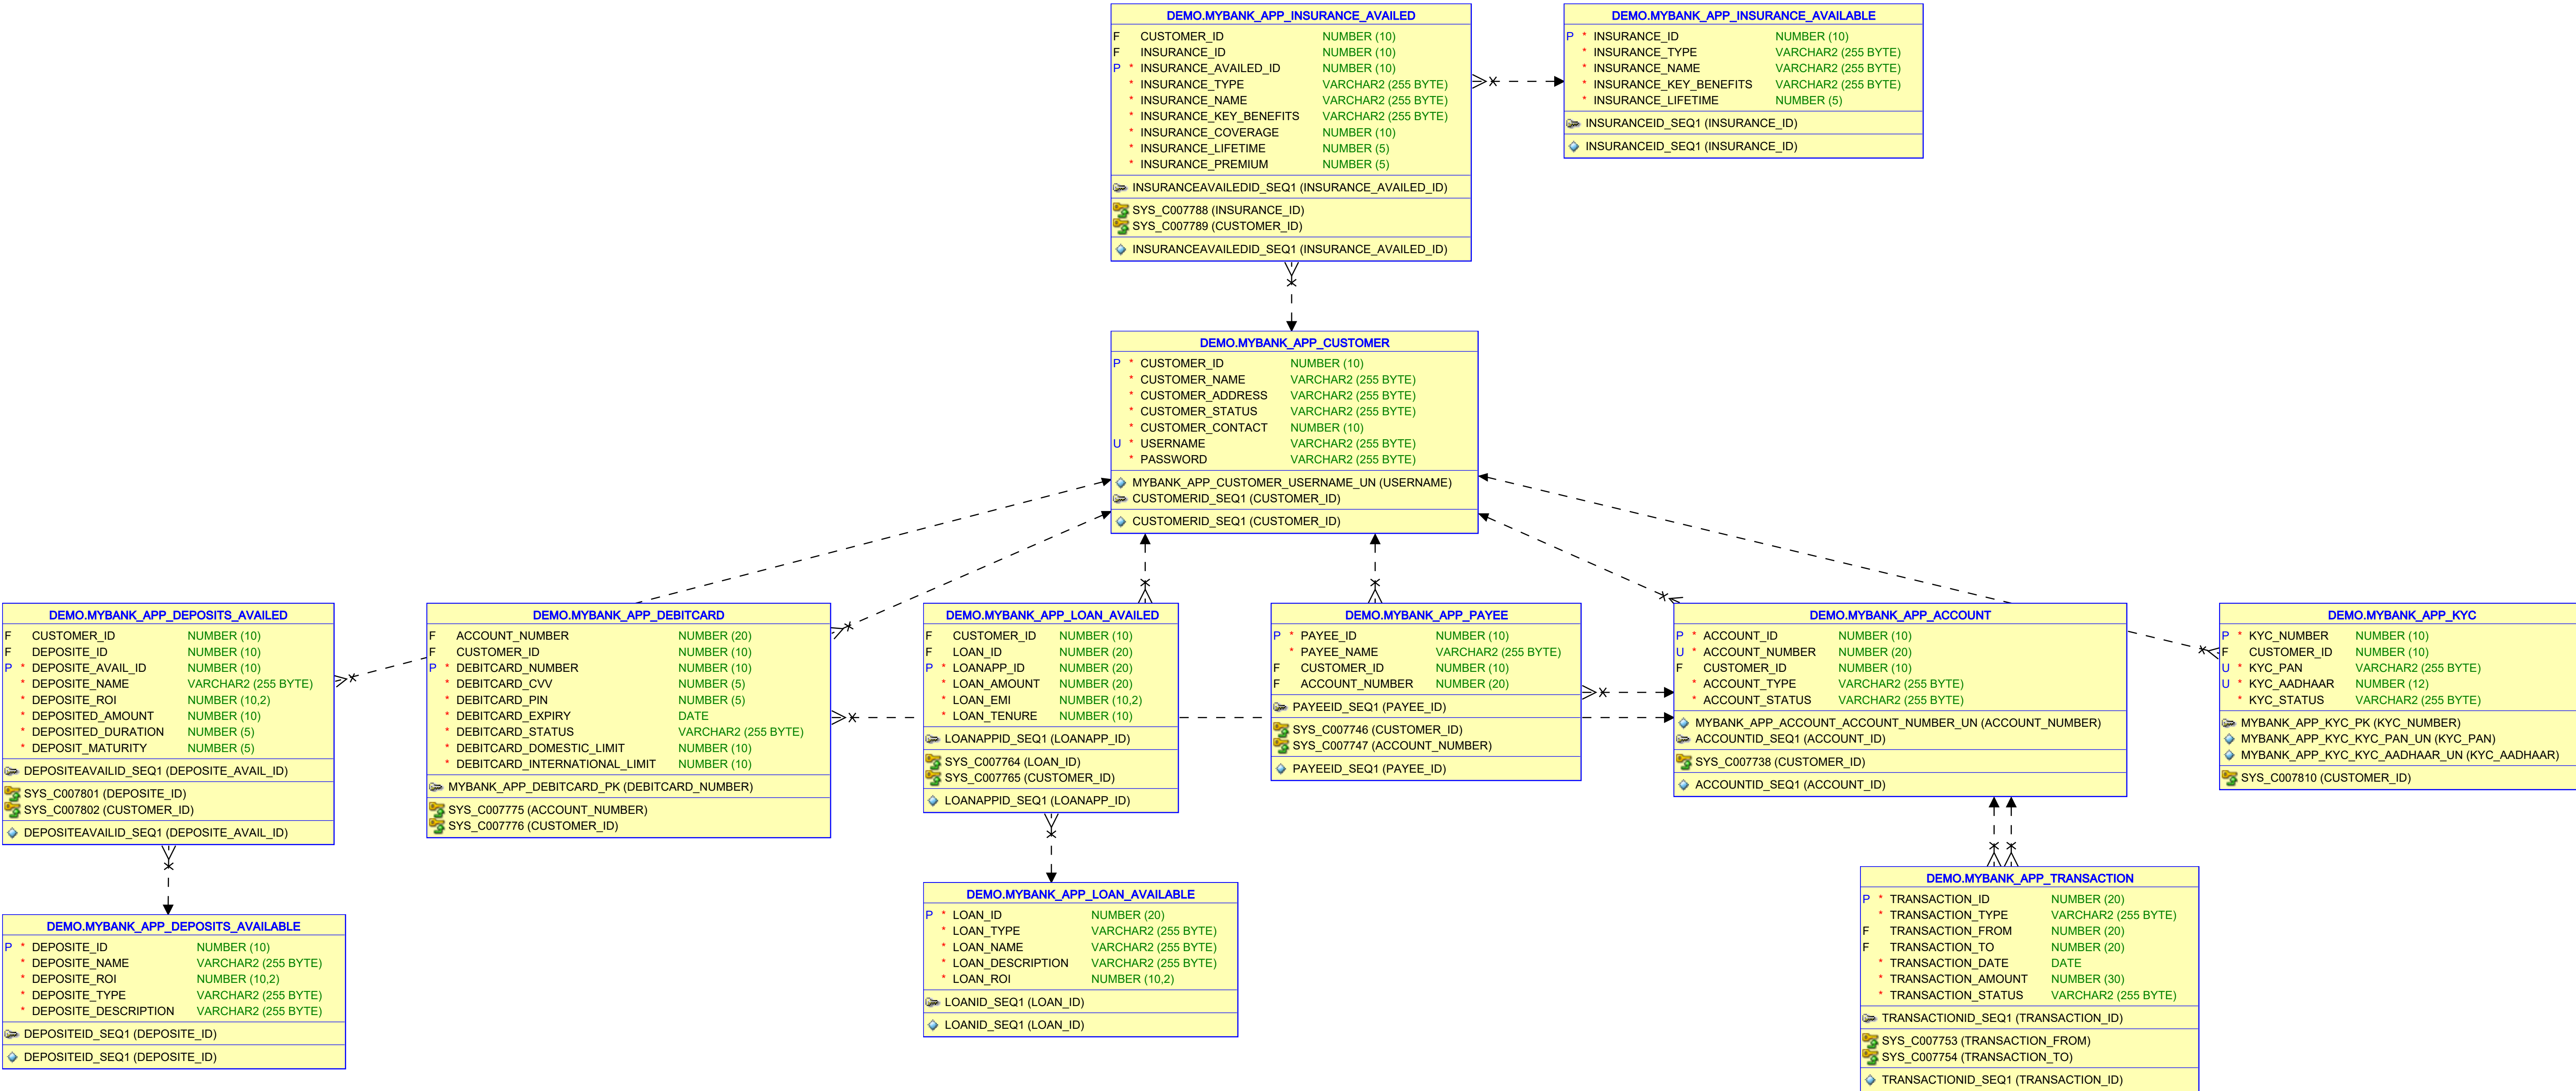 DEMO.MYBANK_APP_INSURANCE_AVAILED
F CUSTOMER_ID NUMBER (10)
F INSURANCE_ID NUMBER (10)
P * INSURANCE_AVAILED_ID NUMBER (10)
* INSURANCE_TYPE VARCHAR2 (255 BYTE)
* INSURANCE_NAME VARCHAR2 (255 BYTE)
* INSURANCE_KEY_BENEFITS VARCHAR2 (255 BYTE)
* INSURANCE_COVERAGE NUMBER (10)
* INSURANCE_LIFETIME NUMBER (5)
* INSURANCE_PREMIUM NUMBER (5)
INSURANCEAVAILEDID_SEQ1 (INSURANCE_AVAILED_ID)
SYS_C007788 (INSURANCE_ID)
SYS_C007789 (CUSTOMER_ID)
INSURANCEAVAILEDID_SEQ1 (INSURANCE_AVAILED_ID)
DEMO.MYBANK_APP_INSURANCE_AVAILABLE
P * INSURANCE_ID NUMBER (10)
* INSURANCE_TYPE VARCHAR2 (255 BYTE)
* INSURANCE_NAME VARCHAR2 (255 BYTE)
* INSURANCE_KEY_BENEFITS VARCHAR2 (255 BYTE)
* INSURANCE_LIFETIME NUMBER (5)
INSURANCEID_SEQ1 (INSURANCE_ID)
INSURANCEID_SEQ1 (INSURANCE_ID)
DEMO.MYBANK_APP_CUSTOMER
P * CUSTOMER_ID NUMBER (10)
* CUSTOMER_NAME VARCHAR2 (255 BYTE)
* CUSTOMER_ADDRESS VARCHAR2 (255 BYTE)
* CUSTOMER_STATUS VARCHAR2 (255 BYTE)
* CUSTOMER_CONTACT NUMBER (10)
U * USERNAME VARCHAR2 (255 BYTE)
* PASSWORD VARCHAR2 (255 BYTE)
MYBANK_APP_CUSTOMER_USERNAME_UN (USERNAME)
CUSTOMERID_SEQ1 (CUSTOMER_ID)
CUSTOMERID_SEQ1 (CUSTOMER_ID)
DEMO.MYBANK_APP_DEPOSITS_AVAILED
F CUSTOMER_ID NUMBER (10)
F DEPOSITE_ID NUMBER (10)
P * DEPOSITE_AVAIL_ID NUMBER (10)
* DEPOSITE_NAME VARCHAR2 (255 BYTE)
* DEPOSITE_ROI NUMBER (10,2)
* DEPOSITED_AMOUNT NUMBER (10)
* DEPOSITED_DURATION NUMBER (5)
* DEPOSIT_MATURITY NUMBER (5)
DEPOSITEAVAILID_SEQ1 (DEPOSITE_AVAIL_ID)
SYS_C007801 (DEPOSITE_ID)
SYS_C007802 (CUSTOMER_ID)
DEPOSITEAVAILID_SEQ1 (DEPOSITE_AVAIL_ID)
DEMO.MYBANK_APP_DEBITCARD
F ACCOUNT_NUMBER NUMBER (20)
F CUSTOMER_ID NUMBER (10)
P * DEBITCARD_NUMBER NUMBER (10)
* DEBITCARD_CVV NUMBER (5)
* DEBITCARD_PIN NUMBER (5)
* DEBITCARD_EXPIRY DATE
* DEBITCARD_STATUS VARCHAR2 (255 BYTE)
* DEBITCARD_DOMESTIC_LIMIT NUMBER (10)
* DEBITCARD_INTERNATIONAL_LIMIT NUMBER (10)
MYBANK_APP_DEBITCARD_PK (DEBITCARD_NUMBER)
SYS_C007775 (ACCOUNT_NUMBER)
SYS_C007776 (CUSTOMER_ID)
DEMO.MYBANK_APP_LOAN_AVAILED
F CUSTOMER_ID NUMBER (10)
F LOAN_ID NUMBER (20)
P * LOANAPP_ID NUMBER (20)
* LOAN_AMOUNT NUMBER (20)
* LOAN_EMI NUMBER (10,2)
* LOAN_TENURE NUMBER (10)
LOANAPPID_SEQ1 (LOANAPP_ID)
SYS_C007764 (LOAN_ID)
SYS_C007765 (CUSTOMER_ID)
LOANAPPID_SEQ1 (LOANAPP_ID)
DEMO.MYBANK_APP_PAYEE
P * PAYEE_ID NUMBER (10)
* PAYEE_NAME VARCHAR2 (255 BYTE)
F CUSTOMER_ID NUMBER (10)
F ACCOUNT_NUMBER NUMBER (20)
PAYEEID_SEQ1 (PAYEE_ID)
SYS_C007746 (CUSTOMER_ID)
SYS_C007747 (ACCOUNT_NUMBER)
PAYEEID_SEQ1 (PAYEE_ID)
DEMO.MYBANK_APP_ACCOUNT
P * ACCOUNT_ID NUMBER (10)
U * ACCOUNT_NUMBER NUMBER (20)
F CUSTOMER_ID NUMBER (10)
* ACCOUNT_TYPE VARCHAR2 (255 BYTE)
* ACCOUNT_STATUS VARCHAR2 (255 BYTE)
MYBANK_APP_ACCOUNT_ACCOUNT_NUMBER_UN (ACCOUNT_NUMBER)
ACCOUNTID_SEQ1 (ACCOUNT_ID)
SYS_C007738 (CUSTOMER_ID)
ACCOUNTID_SEQ1 (ACCOUNT_ID)
DEMO.MYBANK_APP_KYC
P * KYC_NUMBER NUMBER (10)
F CUSTOMER_ID NUMBER (10)
U * KYC_PAN VARCHAR2 (255 BYTE)
U * KYC_AADHAAR NUMBER (12)
* KYC_STATUS VARCHAR2 (255 BYTE)
MYBANK_APP_KYC_PK (KYC_NUMBER)
MYBANK_APP_KYC_KYC_PAN_UN (KYC_PAN)
MYBANK_APP_KYC_KYC_AADHAAR_UN (KYC_AADHAAR)
SYS_C007810 (CUSTOMER_ID)
DEMO.MYBANK_APP_DEPOSITS_AVAILABLE
P * DEPOSITE_ID NUMBER (10)
* DEPOSITE_NAME VARCHAR2 (255 BYTE)
* DEPOSITE_ROI NUMBER (10,2)
* DEPOSITE_TYPE VARCHAR2 (255 BYTE)
* DEPOSITE_DESCRIPTION VARCHAR2 (255 BYTE)
DEPOSITEID_SEQ1 (DEPOSITE_ID)
DEPOSITEID_SEQ1 (DEPOSITE_ID)
DEMO.MYBANK_APP_LOAN_AVAILABLE
P * LOAN_ID NUMBER (20)
* LOAN_TYPE VARCHAR2 (255 BYTE)
* LOAN_NAME VARCHAR2 (255 BYTE)
* LOAN_DESCRIPTION VARCHAR2 (255 BYTE)
* LOAN_ROI NUMBER (10,2)
LOANID_SEQ1 (LOAN_ID)
LOANID_SEQ1 (LOAN_ID)
DEMO.MYBANK_APP_TRANSACTION
P * TRANSACTION_ID NUMBER (20)
* TRANSACTION_TYPE VARCHAR2 (255 BYTE)
F TRANSACTION_FROM NUMBER (20)
F TRANSACTION_TO NUMBER (20)
* TRANSACTION_DATE DATE
* TRANSACTION_AMOUNT NUMBER (30)
* TRANSACTION_STATUS VARCHAR2 (255 BYTE)
TRANSACTIONID_SEQ1 (TRANSACTION_ID)
SYS_C007753 (TRANSACTION_FROM)
SYS_C007754 (TRANSACTION_TO)
TRANSACTIONID_SEQ1 (TRANSACTION_ID)